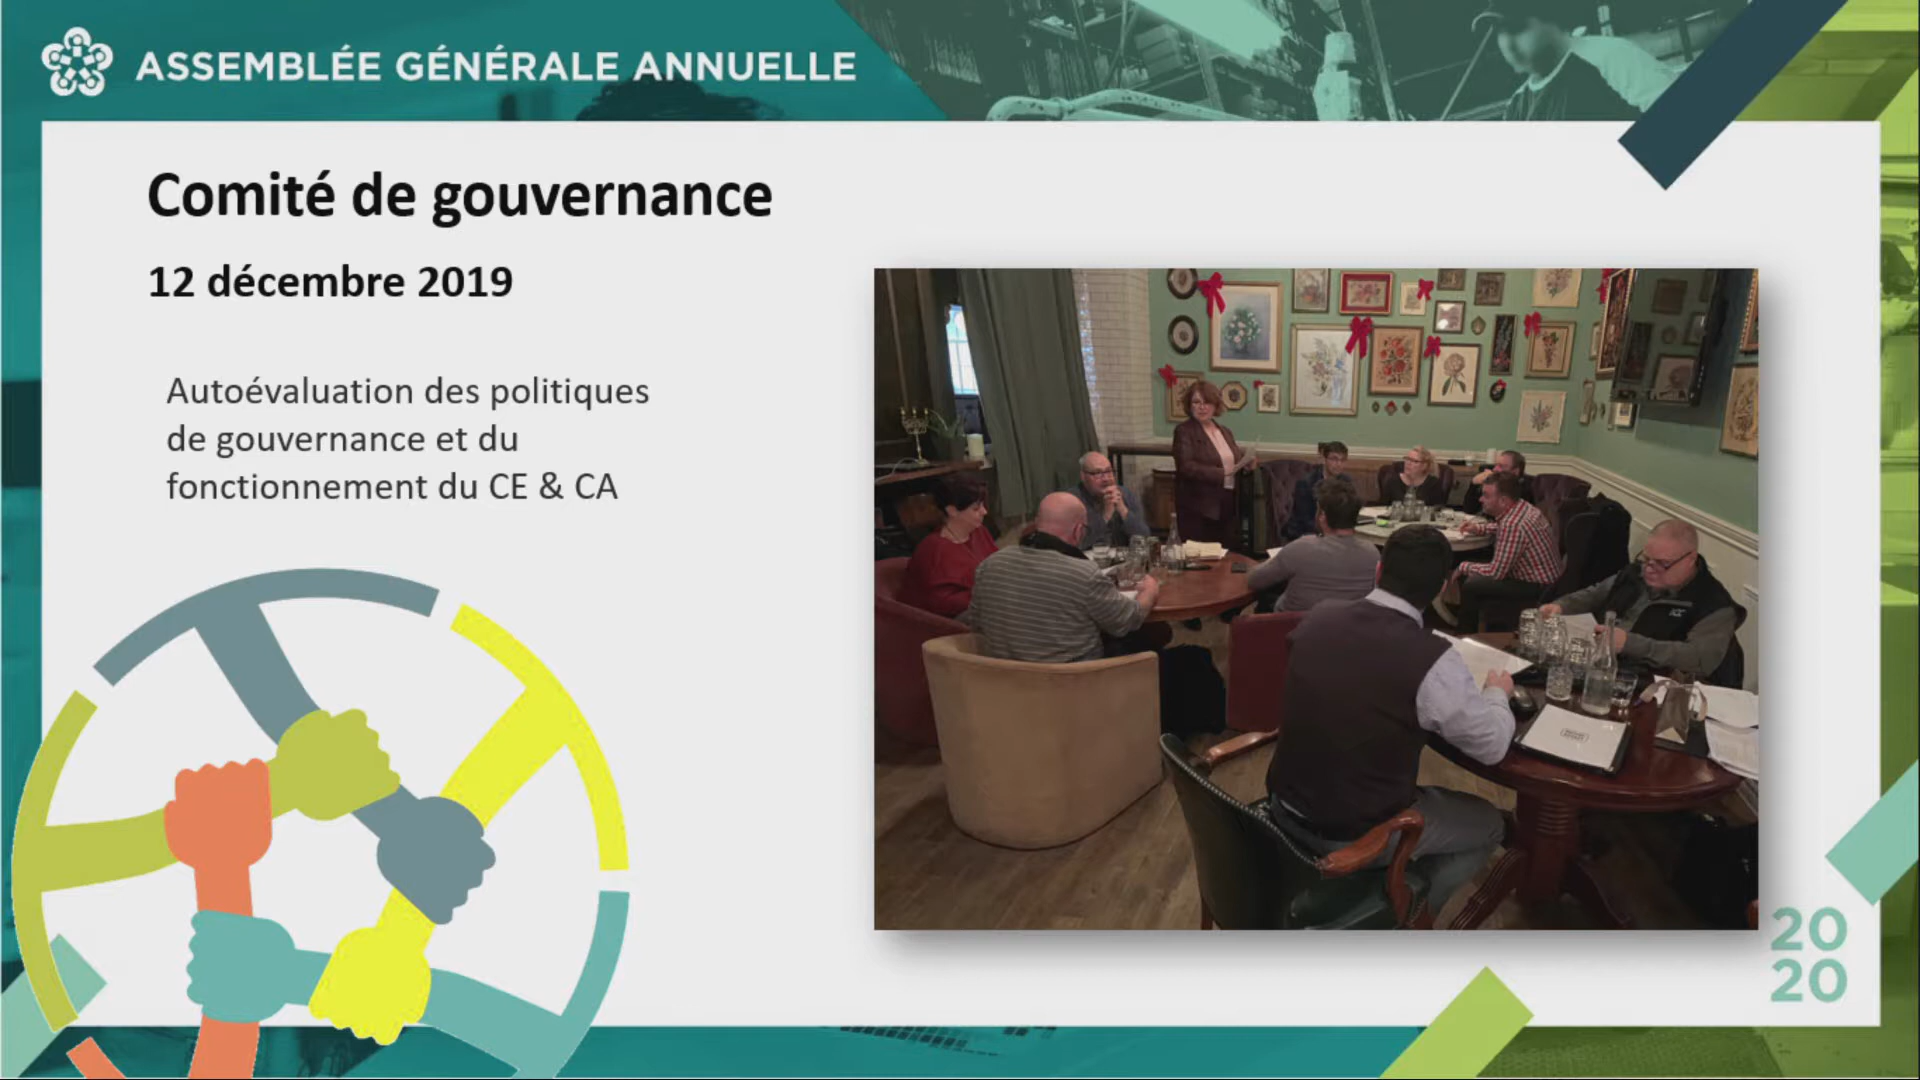 ASSEMBLÉE GÉNÉRALE ANNUELLE
Comité de gouvernance
12 décembre 2019
Autoévaluation des politiques
de gouvernance et du
fonctionnement du CE & CA
20
20